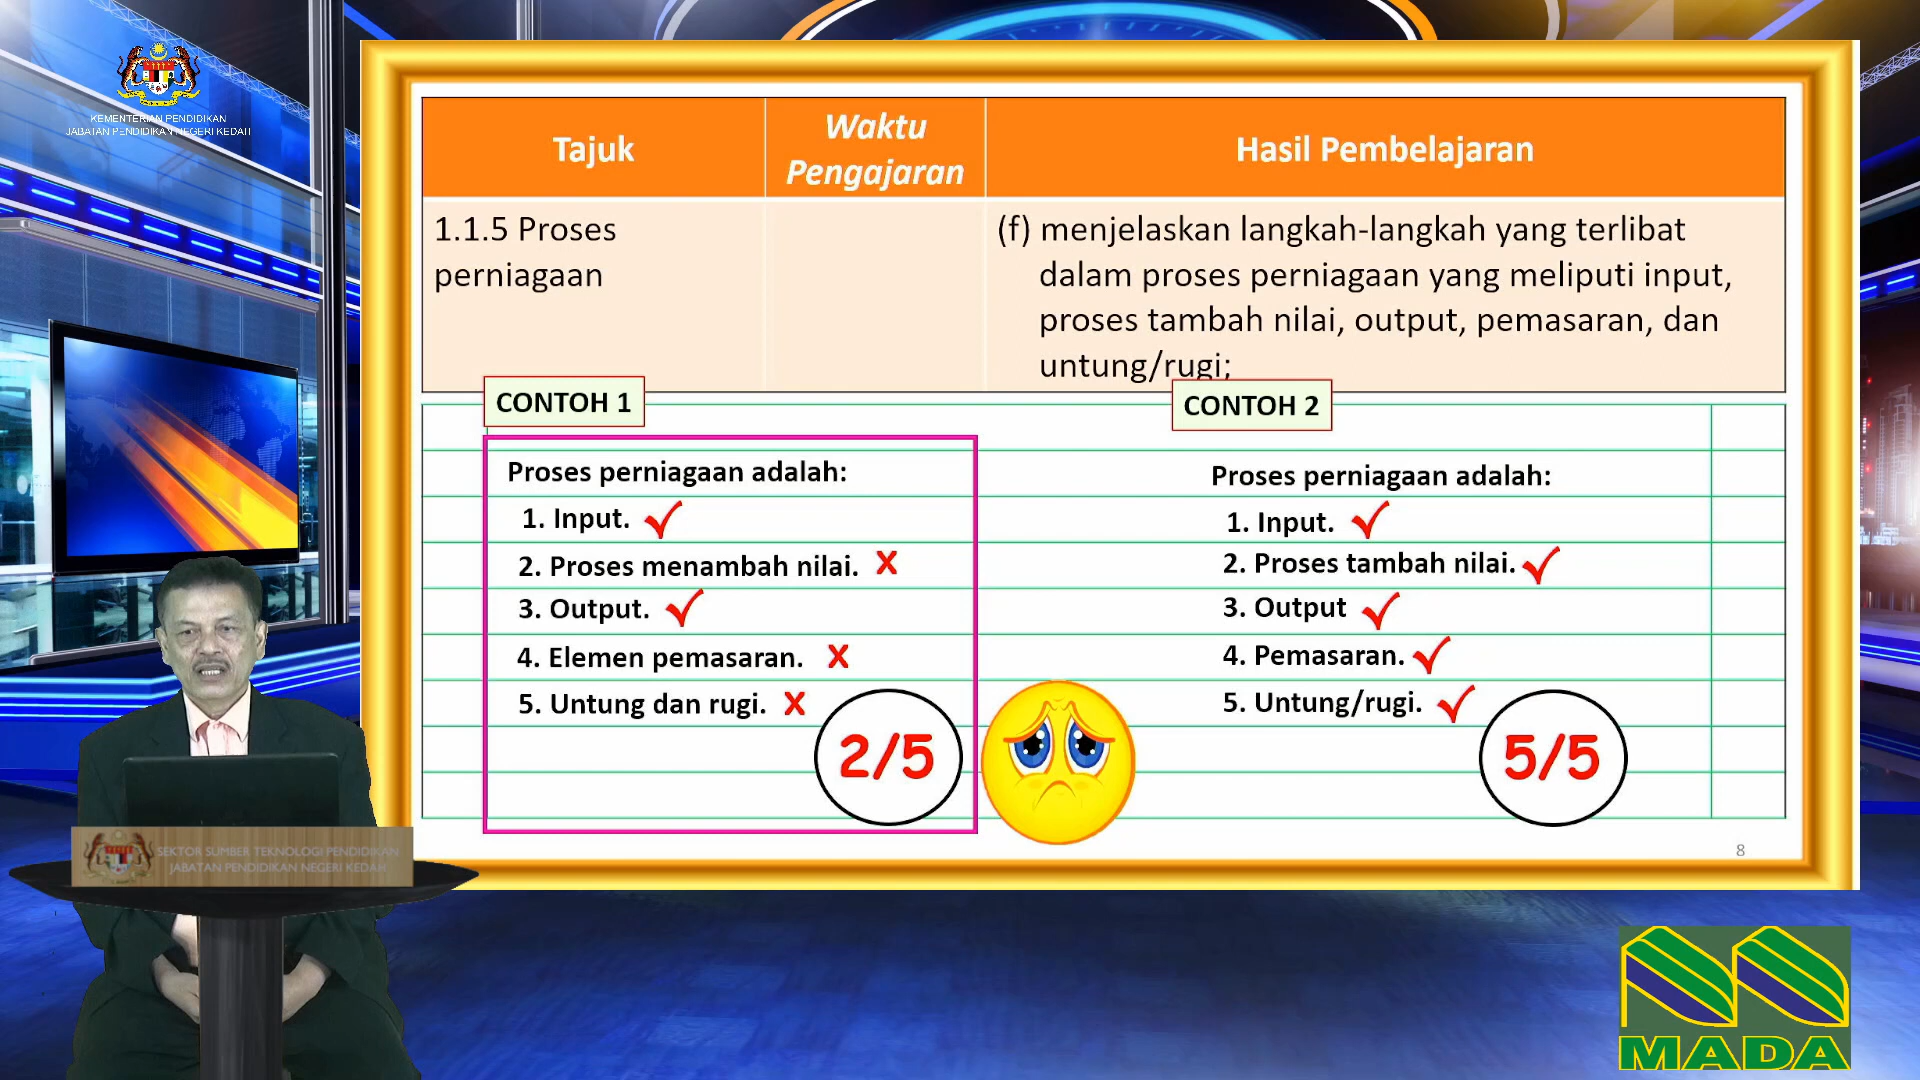 KEMENTERIAN PENDIDIKAN
JABATAN PENDIDIKAN NEGERI KEDAH
Tajuk
Waktu
Pengajaran
Hasil Pembelajaran
1.1.5 Proses
perniagaan
(f) menjelaskan langkah-langkah yang terlibat
dalam proses perniagaan yang meliputi input,
proses tambah nilai, output, pemasaran, dan
untung/rugi;
CONTOH 1
Proses perniagaan adalah:
1. Input.
2. Proses menambah nilai. X
3. Output.
4. Elemen pemasaran. X
5. Untung dan rugi. X
2/5
CONTOH 2
Proses perniagaan adalah:
1. Input.
2. Proses tambah nilai.
3. Output
4. Pemasaran.
5. Untung/rugi.
5/5
8
SEKTOR SUMBER TEKNOLOGI PENDIDIKAN
JABATAN PENDIDIKAN NEGERI KEDAH
MADA